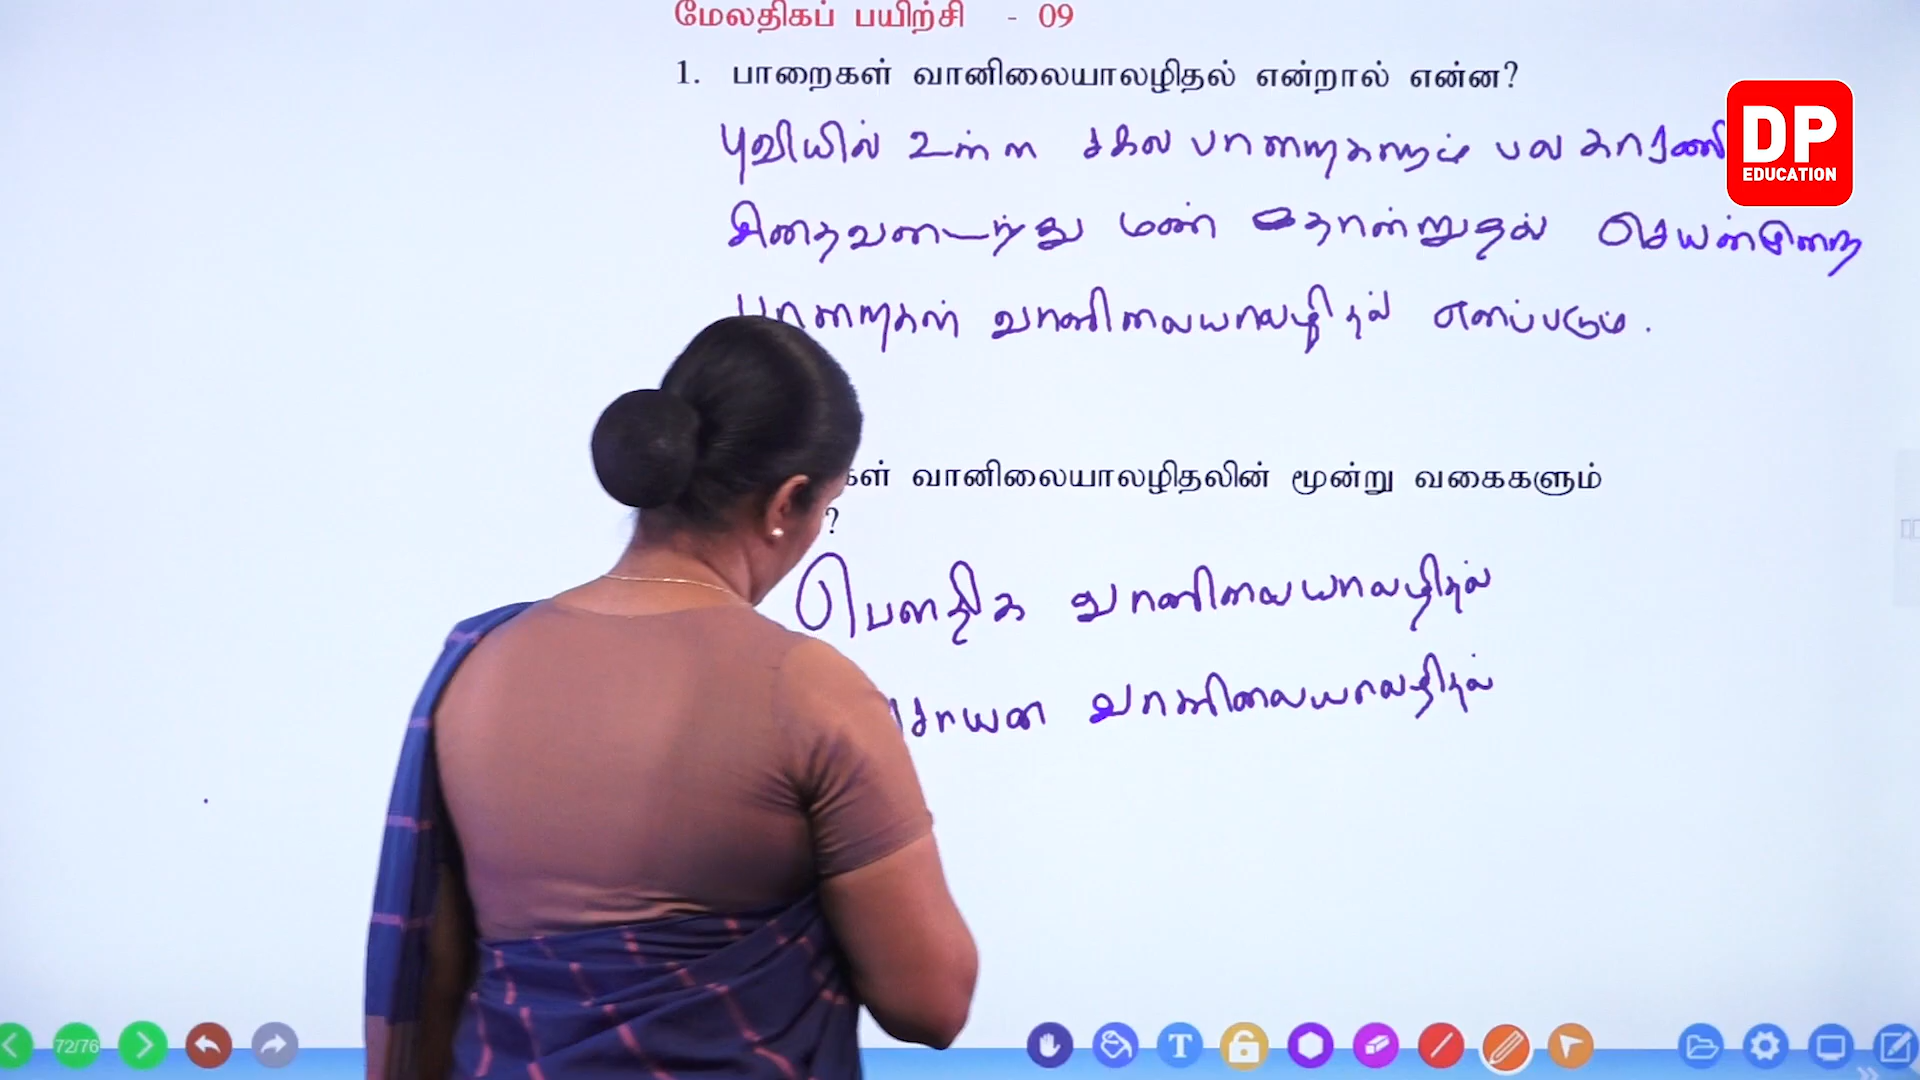 மேலதிகப் பயிற்சி - 09
1. பாறைகள் வானிலையாலழிதல் என்றால் என்ன?
புவியில் உள்ள சகல பாறைகளும் பல காரணி
சிதைவடைந்து மண் தோன்றுதல் செயன்முறை
பாறைகள் வானிலையாலழிதல் எனப்படும்.
கள் வானிலையாலழிதலின் மூன்று வகைகளும்
?
பௌதிக வானிலையாலழிதல்
வானிலையாலழிதல்
DP
EDUCATION
72/76
T